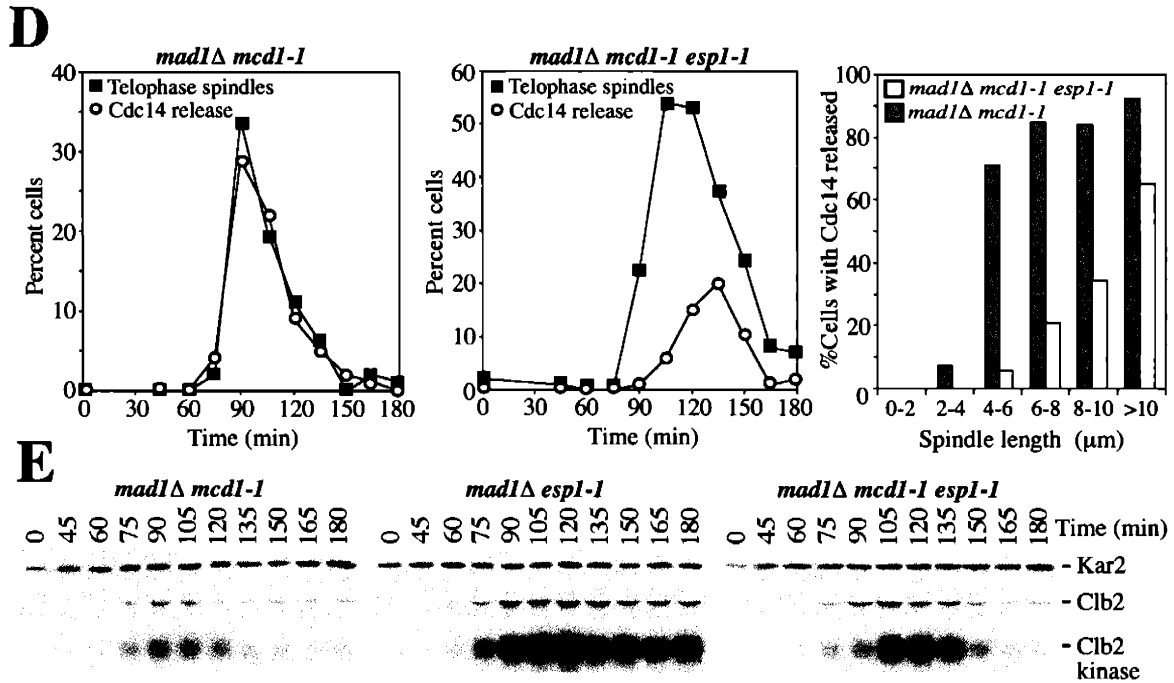 D
mad1Δ mcd1-1
40
30
20
10
0
Percent cells
Telophase spindles
Cdc14 release
0 30 60 90 120 150 180
Time (min)
mad1Δ mcd1-1 esp1-1
60
50
40
30
20
10
0
Percent cells
Telophase spindles
Cdc14 release
0 30 60 90 120 150 180
Time (min)
100
80
60
40
20
0
%Cells with Cdc14 released
mad1Δ mcd1-1 esp1-1
mad1Δ mcd1-1
0-2 2-4 4-6 6-8 8-10 >10
Spindle length (μm)
E
mad1Δ mcd1-1
0 45 60 75 90 105 120 135 150 165 180
mad1Δ esp1-1
0 45 60 75 90 105 120 135 150 165 180
mad1Δ mcd1-1 esp1-1
0 45 60 75 90 105 120 135 150 165 180
Time (min)
- Kar2
- Clb2
- Clb2
kinase